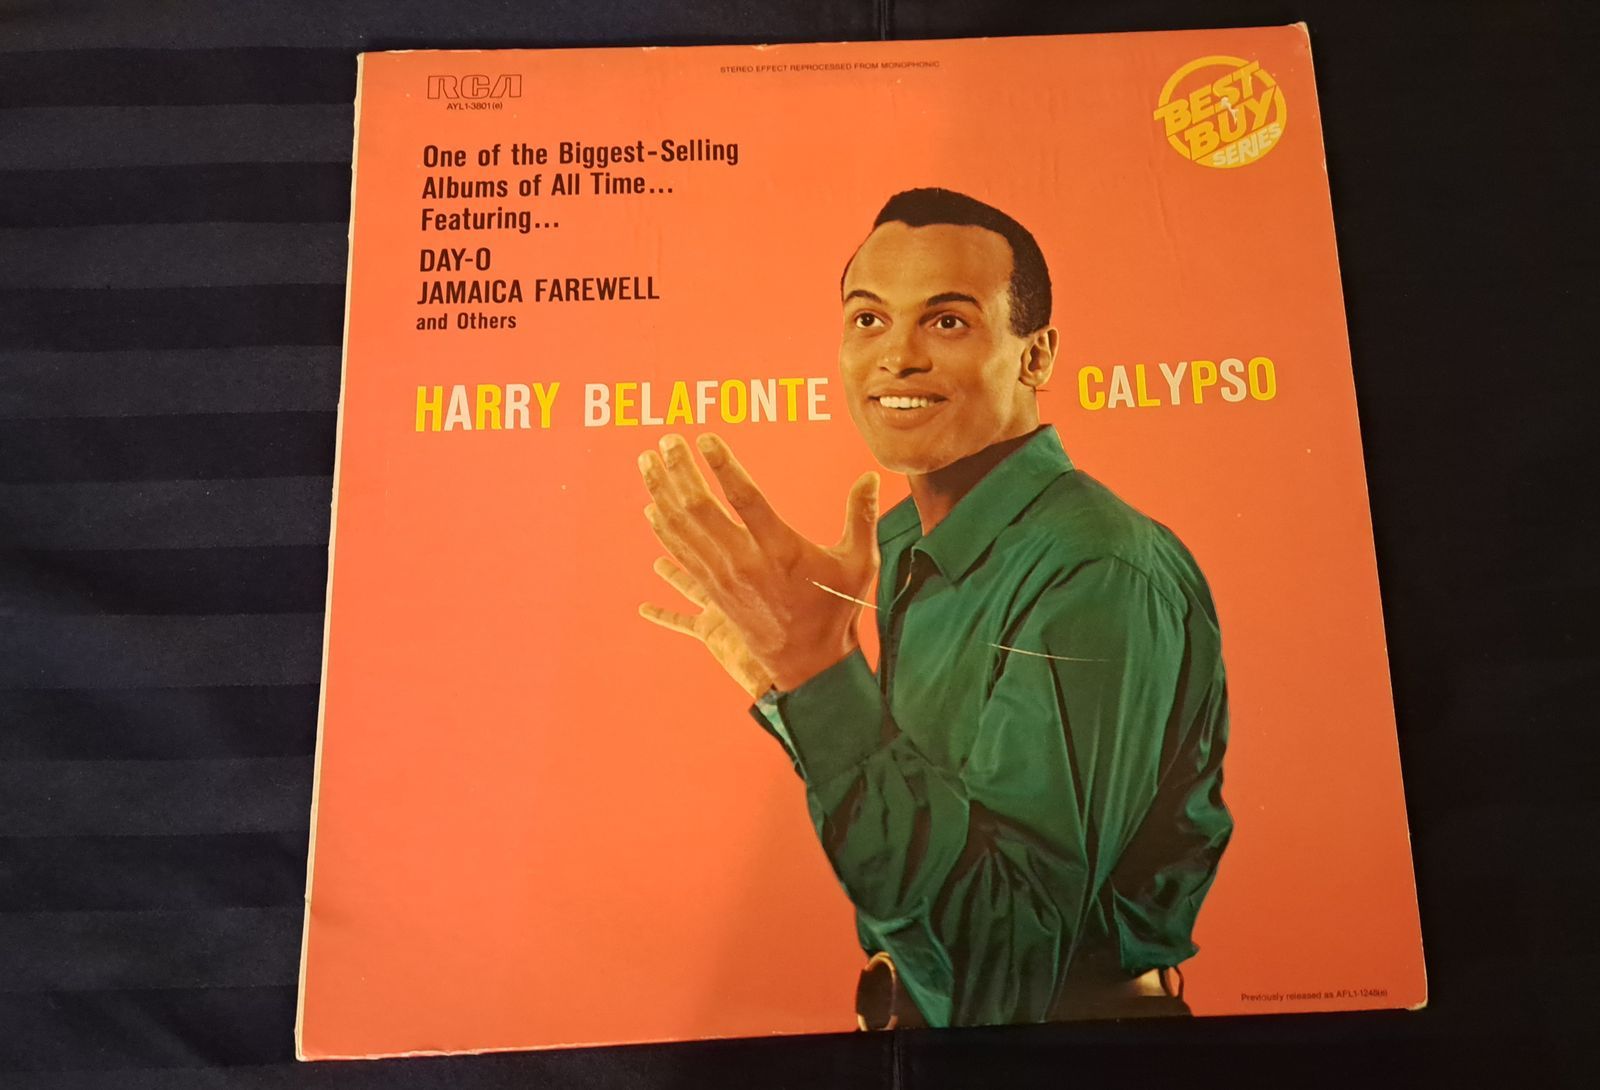 RCA
AYL1-3801(e)
STEREO EFFECT REPROCESSED FROM MONOPHONIC
BEST
BUY
SERIES
One of the Biggest-Selling
Albums of All Time...
Featuring...
DAY-O
JAMAICA FAREWELL
and Others
HARRY BELAFONTE CALYPSO
Previously released as AFL1-1248(e)